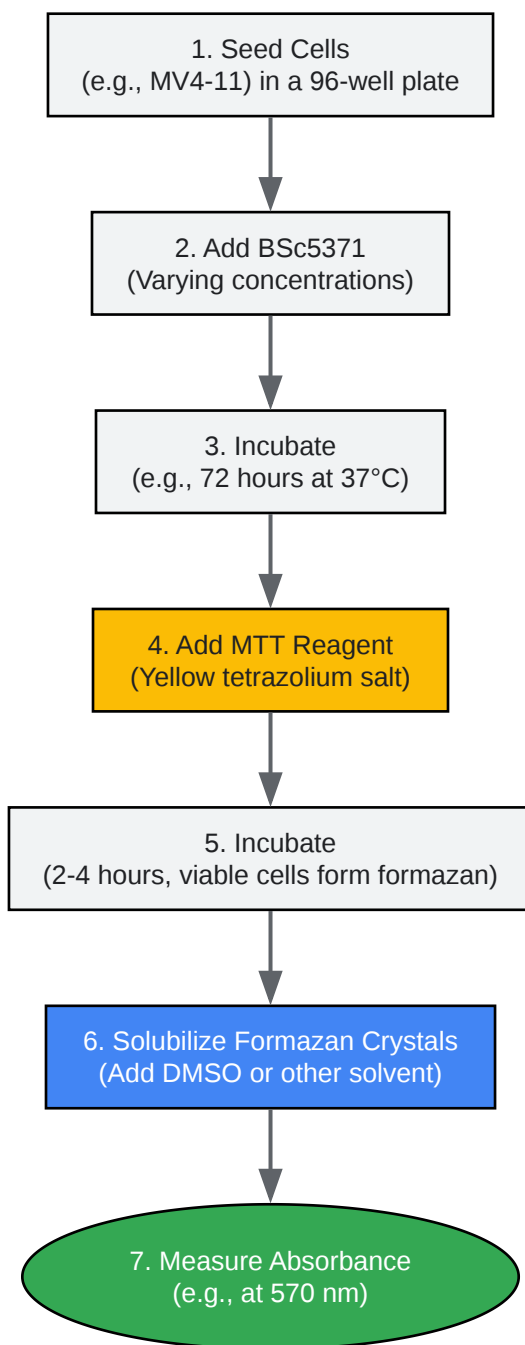 1. Seed Cells
(e.g., MV4-11) in a 96-well plate
2. Add BSc5371
(Varying concentrations)
3. Incubate
(e.g., 72 hours at 37°C)
4. Add MTT Reagent
(Yellow tetrazolium salt)
5. Incubate
(2-4 hours, viable cells form formazan)
6. Solubilize Formazan Crystals
(Add DMSO or other solvent)
7. Measure Absorbance
(e.g., at 570 nm)